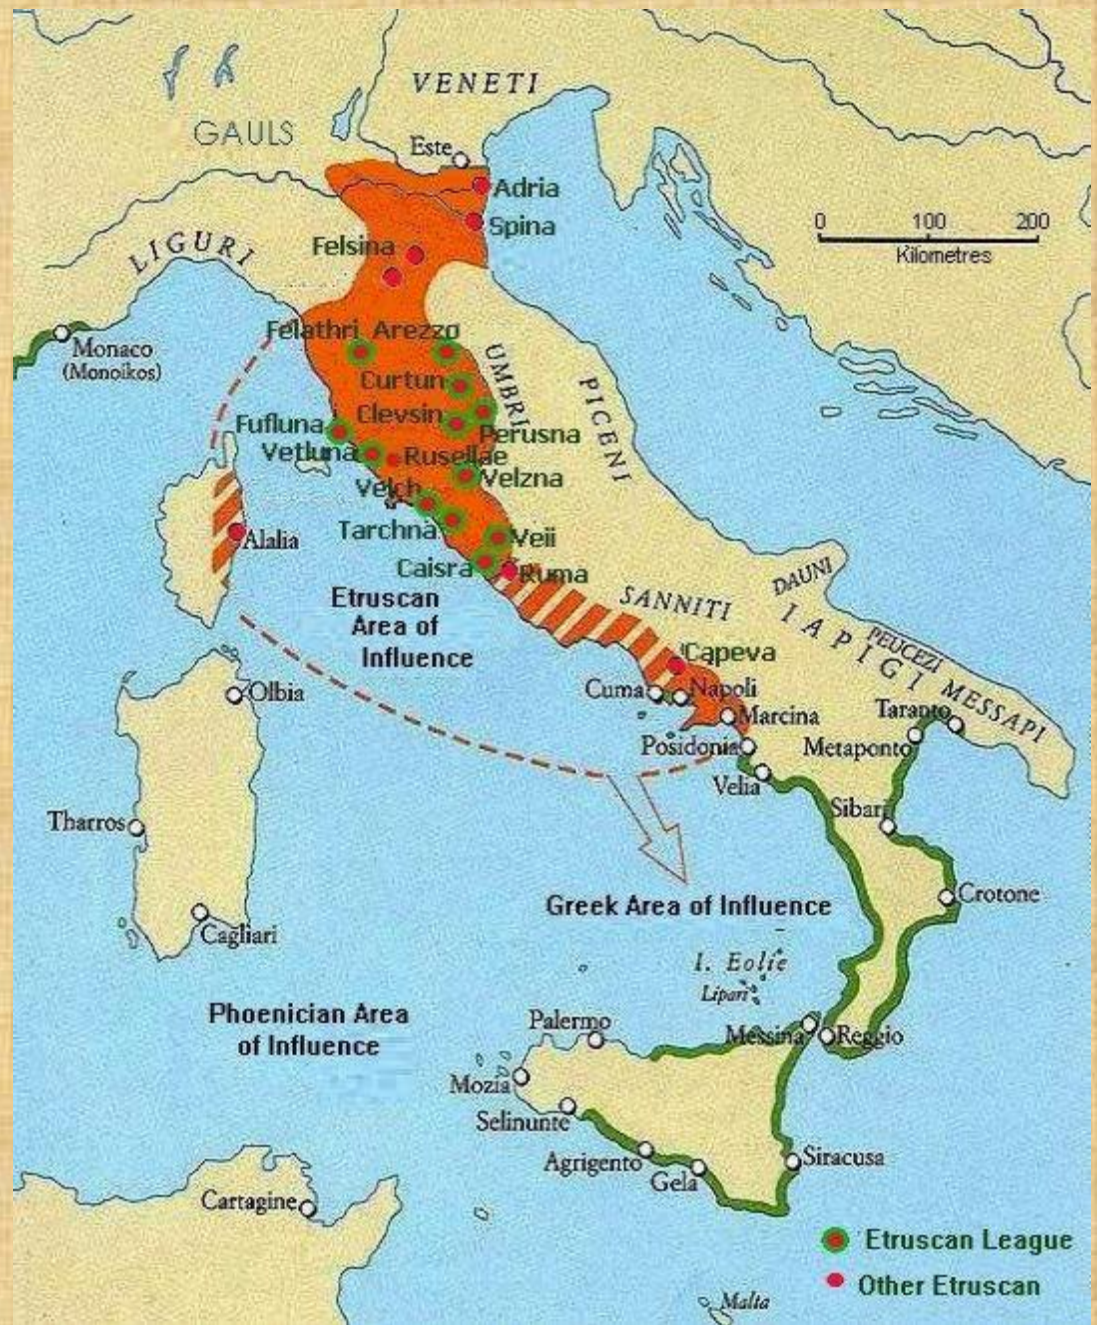 VENETI
GAULS
Este
Adria
Spina
0 100 200
Kilometres
LIGURI
Felsina
Monaco
(Monoikos)
Felathri Arezzo
UMBRI
PICENI
Curtun
Clevsin
Perusna
Fufluna
Vetluna
Rusellae
Velzna
Velch
Tarchna
Veii
Alalia
Caisra
Ruma
Etruscan
Area of
Influence
SANNITI
DAUNI
IAPIGI
PEUCEZI
MESSAPI
Capeva
Olbia
Cuma
Napoli
Marcina
Taranto
Posidonia
Metaponto
Velia
Sibari
Tharros
Crotone
Greek Area of Influence
Cagliari
I. Eolie
Lipari
Phoenician Area
of Influence
Palermo
Messina
Reggio
Mozia
Selinunte
Agrigento
Gela
Siracusa
Cartagine
Etruscan League
Other Etruscan
Malta